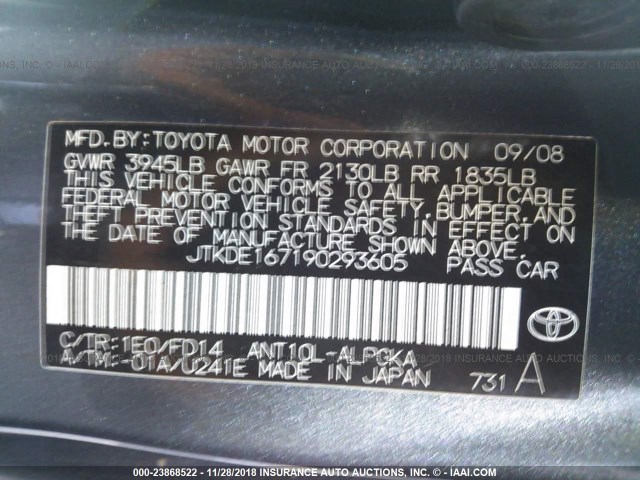 MFD. BY: TOYOTA MOTOR CORPORATION 09/08
GVWR 3945LB GAWR FR 2130LB RR 1835LB
THIS VEHICLE CONFORMS TO ALL APPLICABLE
FEDERAL MOTOR VEHICLE SAFETY, BUMPER, AND
THEFT PREVENTION STANDARDS IN EFFECT ON
THE DATE OF MANUFACTURE SHOWN ABOVE.
JTKDE167190293605 PASS CAR
C/TR: 1E0/FD14 ANT10L-ALPGKA
A/TM: -01A/U241E MADE IN JAPAN 731 A
000-23868522 - 11/28/2018 INSURANCE AUTO AUCTIONS, INC. © - IAAI.COM